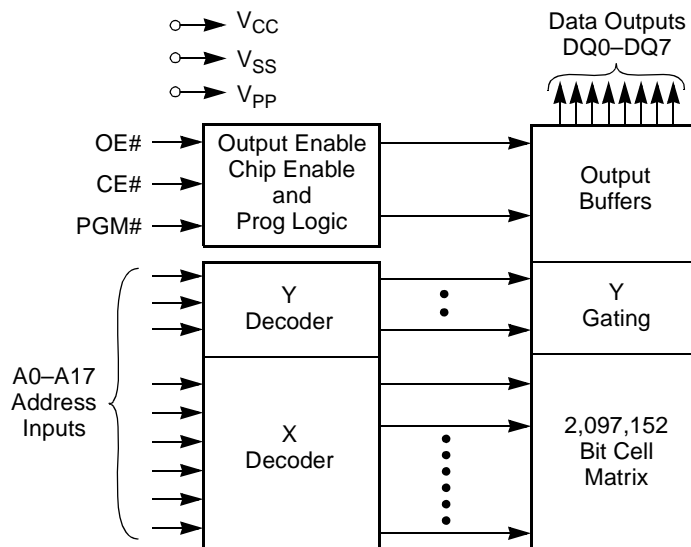 VCC
VSS
VPP
Data Outputs
DQ0–DQ7
OE#
CE#
PGM#
Output Enable
Chip Enable
and
Prog Logic
Output
Buffers
Y
Decoder
Y
Gating
A0–A17
Address
Inputs
X
Decoder
2,097,152
Bit Cell
Matrix